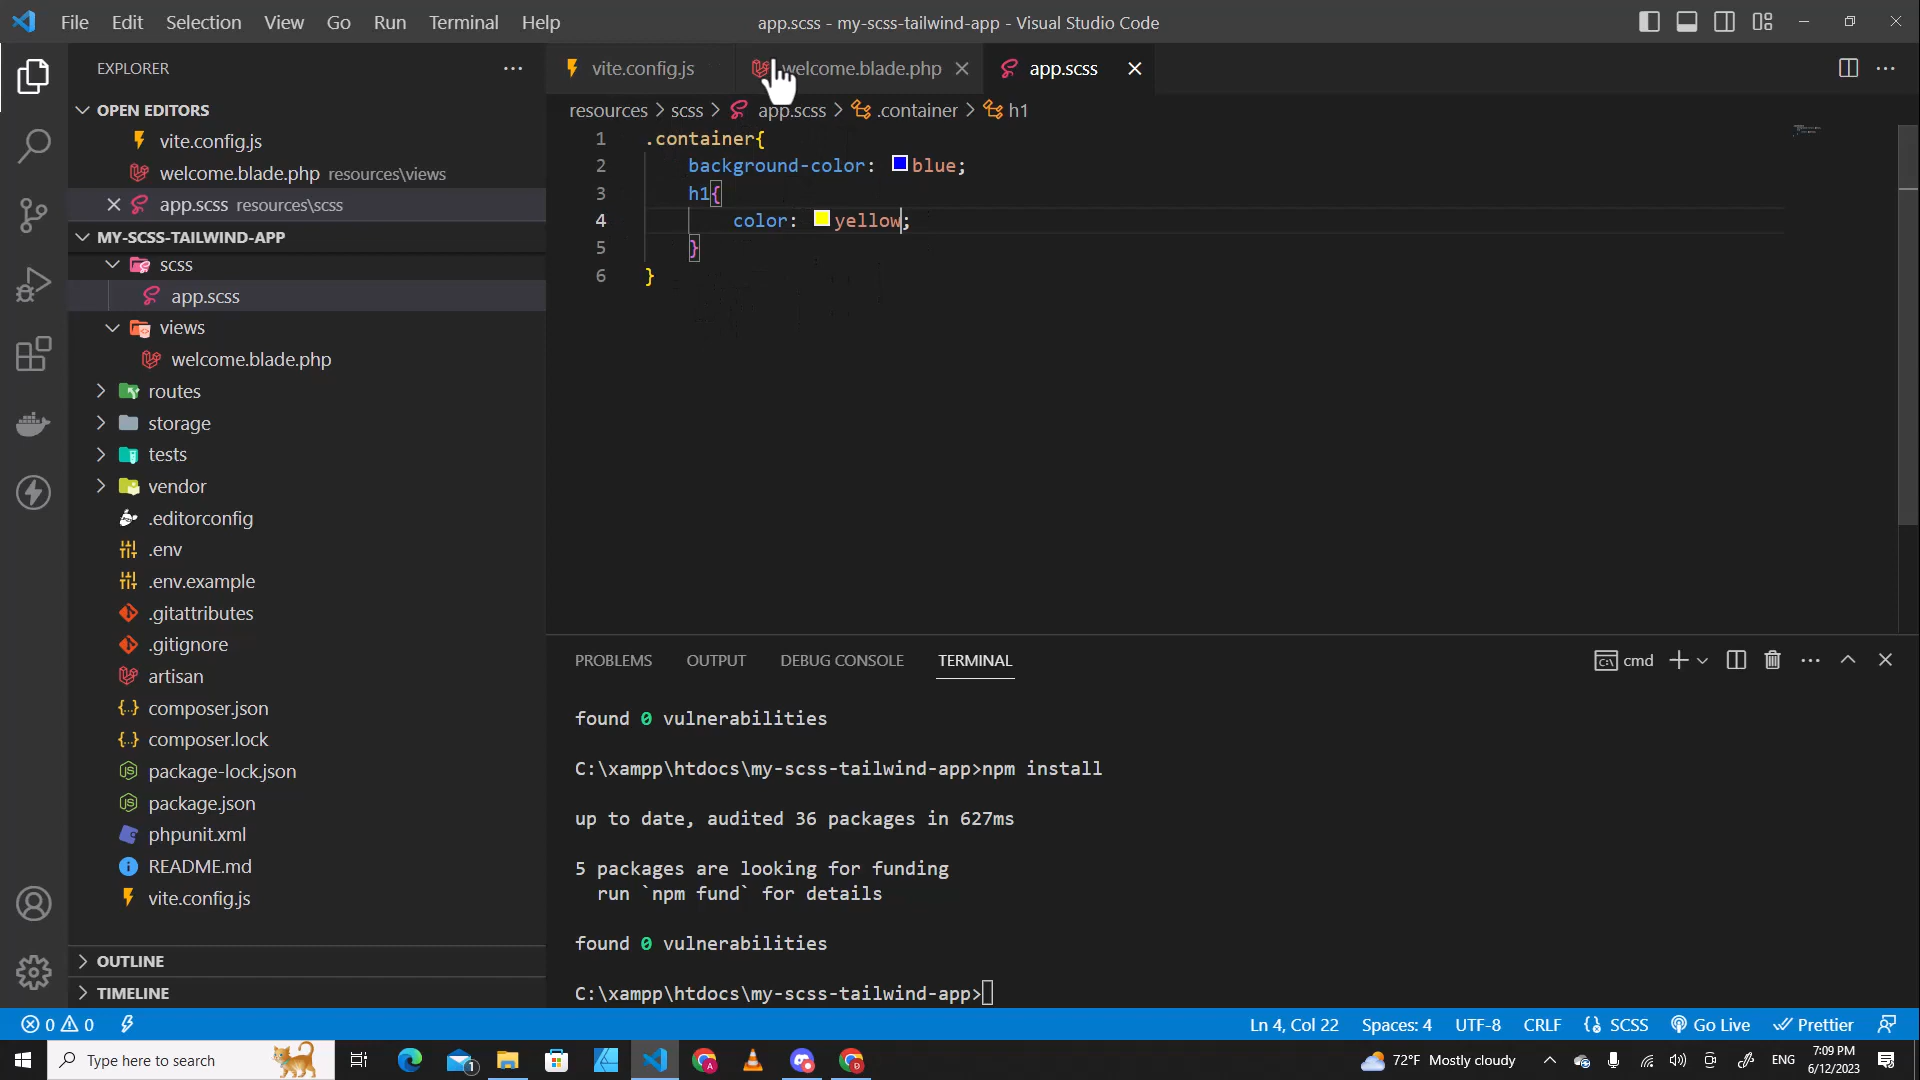 File Edit Selection View Go Run Terminal Help
app.scss - my-scss-tailwind-app - Visual Studio Code
EXPLORER
OPEN EDITORS
vite.config.js
welcome.blade.php resources\views
app.scss resources\scss
MY-SCSS-TAILWIND-APP
scss
app.scss
views
welcome.blade.php
routes
storage
tests
vendor
.editorconfig
.env
.env.example
.gitattributes
.gitignore
artisan
composer.json
composer.lock
package-lock.json
package.json
phpunit.xml
README.md
vite.config.js
OUTLINE
TIMELINE
vite.config.js welcome.blade.php app.scss
resources > scss > app.scss > .container > h1
1 .container{
2 background-color: blue;
3 h1{
4 color: yellow;
5 }
6 }
PROBLEMS OUTPUT DEBUG CONSOLE TERMINAL
cmd
found 0 vulnerabilities
C:\xampp\htdocs\my-scss-tailwind-app>npm install
up to date, audited 36 packages in 627ms
5 packages are looking for funding
run `npm fund` for details
found 0 vulnerabilities
C:\xampp\htdocs\my-scss-tailwind-app>
0 0
Ln 4, Col 22 Spaces: 4 UTF-8 CRLF SCSS Go Live Prettier
Type here to search
1
72°F Mostly cloudy
ENG
7:09 PM
6/12/2023